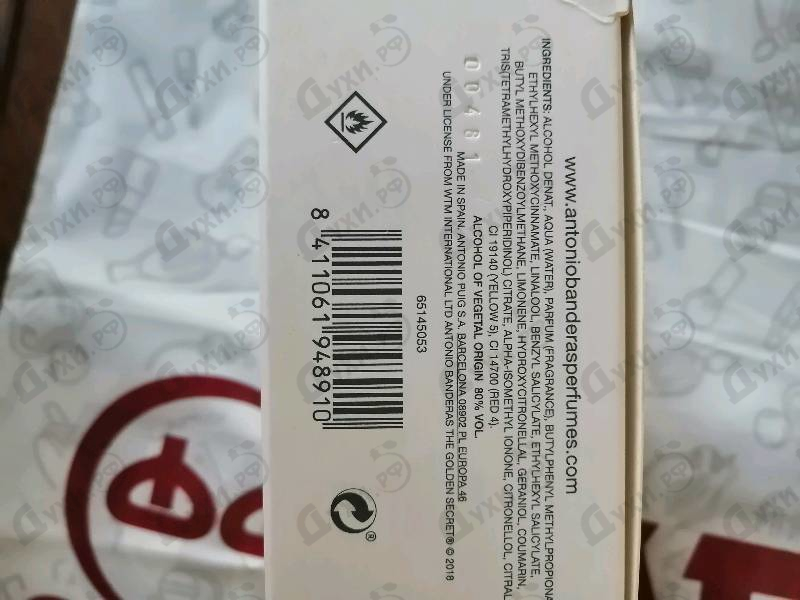 www.antoniobanderasperfumes.com
INGREDIENTS: ALCOHOL DENAT., AQUA (WATER), PARFUM (FRAGRANCE), BUTYLPHENYL METHYLPROPIONA
ETHYLHEXYL METHOXYCINNAMATE, LINALOOL, BENZYL SALICYLATE, ETHYLHEXYL SALICYLATE,
BUTYL METHOXYDIBENZOYLMETHANE, LIMONENE, HYDROXYCITRONELLAL, GERANIOL, COUMARIN,
TRIS(TETRAMETHYLHYDROXYPIPERIDINOL) CITRATE, ALPHA-ISOMETHYL IONONE, CITRONELLOL, CITRAL
CI 19140 (YELLOW 5), CI 14700 (RED 4).
ALCOHOL OF VEGETAL ORIGIN 80% VOL.
00481
MADE IN SPAIN. ANTONIO PUIG S.A. BARCELONA 08902 PL EUROPA 46
UNDER LICENSE FROM WTM INTERNATIONAL LTD ANTONIO BANDERAS THE GOLDEN SECRET® © 2018
65145053
8 411061 948910
®
Духи.РФ